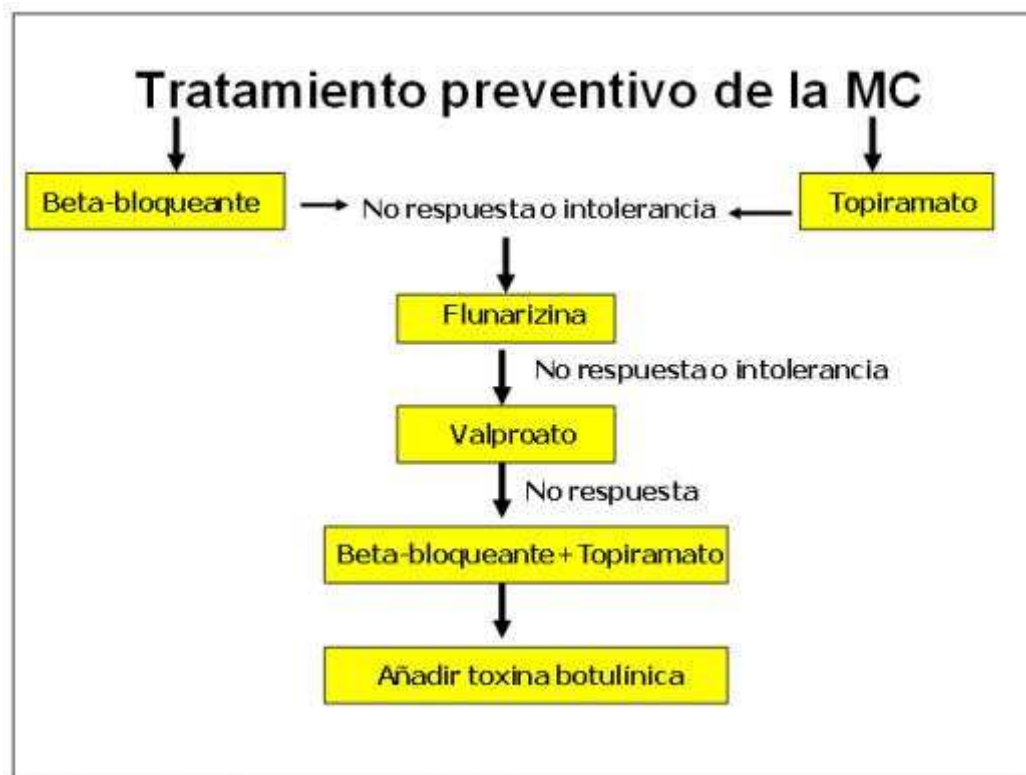 Tratamiento preventivo de la MC
Beta-bloqueante
No respuesta o intolerancia
Topiramato
Flunarizina
No respuesta o intolerancia
Valproato
No respuesta
Beta-bloqueante + Topiramato
Añadir toxina botulínica